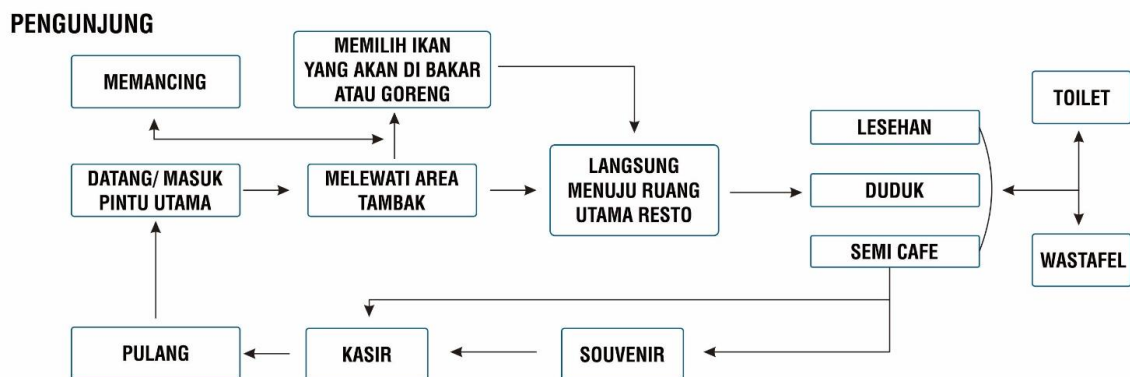 PENGUNJUNG
MEMANCING
MEMILIH IKAN
YANG AKAN DI BAKAR
ATAU GORENG
TOILET
LESEHAN
DATANG/ MASUK
PINTU UTAMA
MELEWATI AREA
TAMBAK
LANGSUNG
MENUJU RUANG
UTAMA RESTO
DUDUK
SEMI CAFE
WASTAFEL
PULANG
KASIR
SOUVENIR